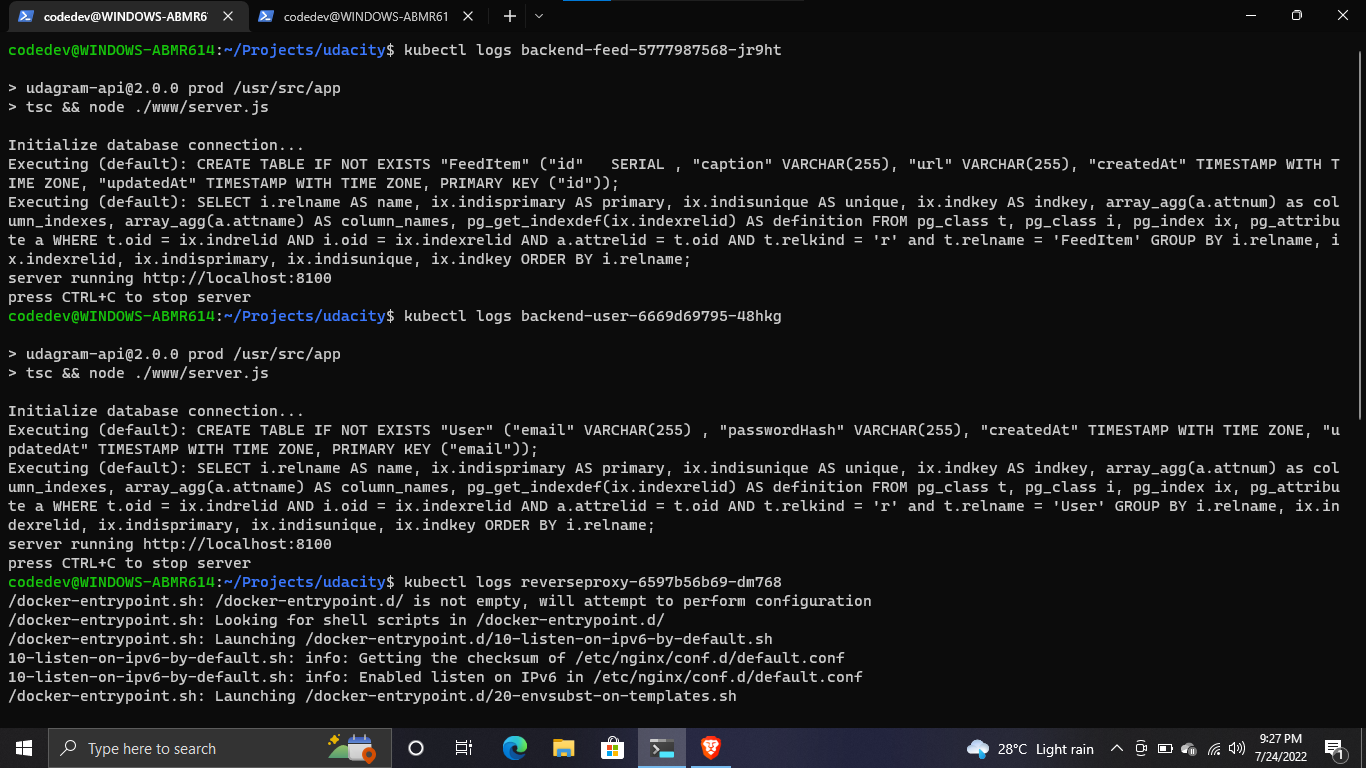 codedev@WINDOWS-ABMR6
codedev@WINDOWS-ABMR61
codedev@WINDOWS-ABMR614:~/Projects/udacity$ kubectl logs backend-feed-5777987568-jr9ht
> udagram-api@2.0.0 prod /usr/src/app
> tsc && node ./www/server.js
Initialize database connection...
Executing (default): CREATE TABLE IF NOT EXISTS "FeedItem" ("id"   SERIAL , "caption" VARCHAR(255), "url" VARCHAR(255), "createdAt" TIMESTAMP WITH T
IME ZONE, "updatedAt" TIMESTAMP WITH TIME ZONE, PRIMARY KEY ("id"));
Executing (default): SELECT i.relname AS name, ix.indisprimary AS primary, ix.indisunique AS unique, ix.indkey AS indkey, array_agg(a.attnum) as col
umn_indexes, array_agg(a.attname) AS column_names, pg_get_indexdef(ix.indexrelid) AS definition FROM pg_class t, pg_class i, pg_index ix, pg_attribu
te a WHERE t.oid = ix.indrelid AND i.oid = ix.indexrelid AND a.attrelid = t.oid AND t.relkind = 'r' and t.relname = 'FeedItem' GROUP BY i.relname, i
x.indexrelid, ix.indisprimary, ix.indisunique, ix.indkey ORDER BY i.relname;
server running http://localhost:8100
press CTRL+C to stop server
codedev@WINDOWS-ABMR614:~/Projects/udacity$ kubectl logs backend-user-6669d69795-48hkg
> udagram-api@2.0.0 prod /usr/src/app
> tsc && node ./www/server.js
Initialize database connection...
Executing (default): CREATE TABLE IF NOT EXISTS "User" ("email" VARCHAR(255) , "passwordHash" VARCHAR(255), "createdAt" TIMESTAMP WITH TIME ZONE, "u
pdatedAt" TIMESTAMP WITH TIME ZONE, PRIMARY KEY ("email"));
Executing (default): SELECT i.relname AS name, ix.indisprimary AS primary, ix.indisunique AS unique, ix.indkey AS indkey, array_agg(a.attnum) as col
umn_indexes, array_agg(a.attname) AS column_names, pg_get_indexdef(ix.indexrelid) AS definition FROM pg_class t, pg_class i, pg_index ix, pg_attribu
te a WHERE t.oid = ix.indrelid AND i.oid = ix.indexrelid AND a.attrelid = t.oid AND t.relkind = 'r' and t.relname = 'User' GROUP BY i.relname, ix.in
dexrelid, ix.indisprimary, ix.indisunique, ix.indkey ORDER BY i.relname;
server running http://localhost:8100
press CTRL+C to stop server
codedev@WINDOWS-ABMR614:~/Projects/udacity$ kubectl logs reverseproxy-6597b56b69-dm768
/docker-entrypoint.sh: /docker-entrypoint.d/ is not empty, will attempt to perform configuration
/docker-entrypoint.sh: Looking for shell scripts in /docker-entrypoint.d/
/docker-entrypoint.sh: Launching /docker-entrypoint.d/10-listen-on-ipv6-by-default.sh
10-listen-on-ipv6-by-default.sh: info: Getting the checksum of /etc/nginx/conf.d/default.conf
10-listen-on-ipv6-by-default.sh: info: Enabled listen on IPv6 in /etc/nginx/conf.d/default.conf
/docker-entrypoint.sh: Launching /docker-entrypoint.d/20-envsubst-on-templates.sh
Type here to search
28°C Light rain
9:27 PM
7/24/2022
1